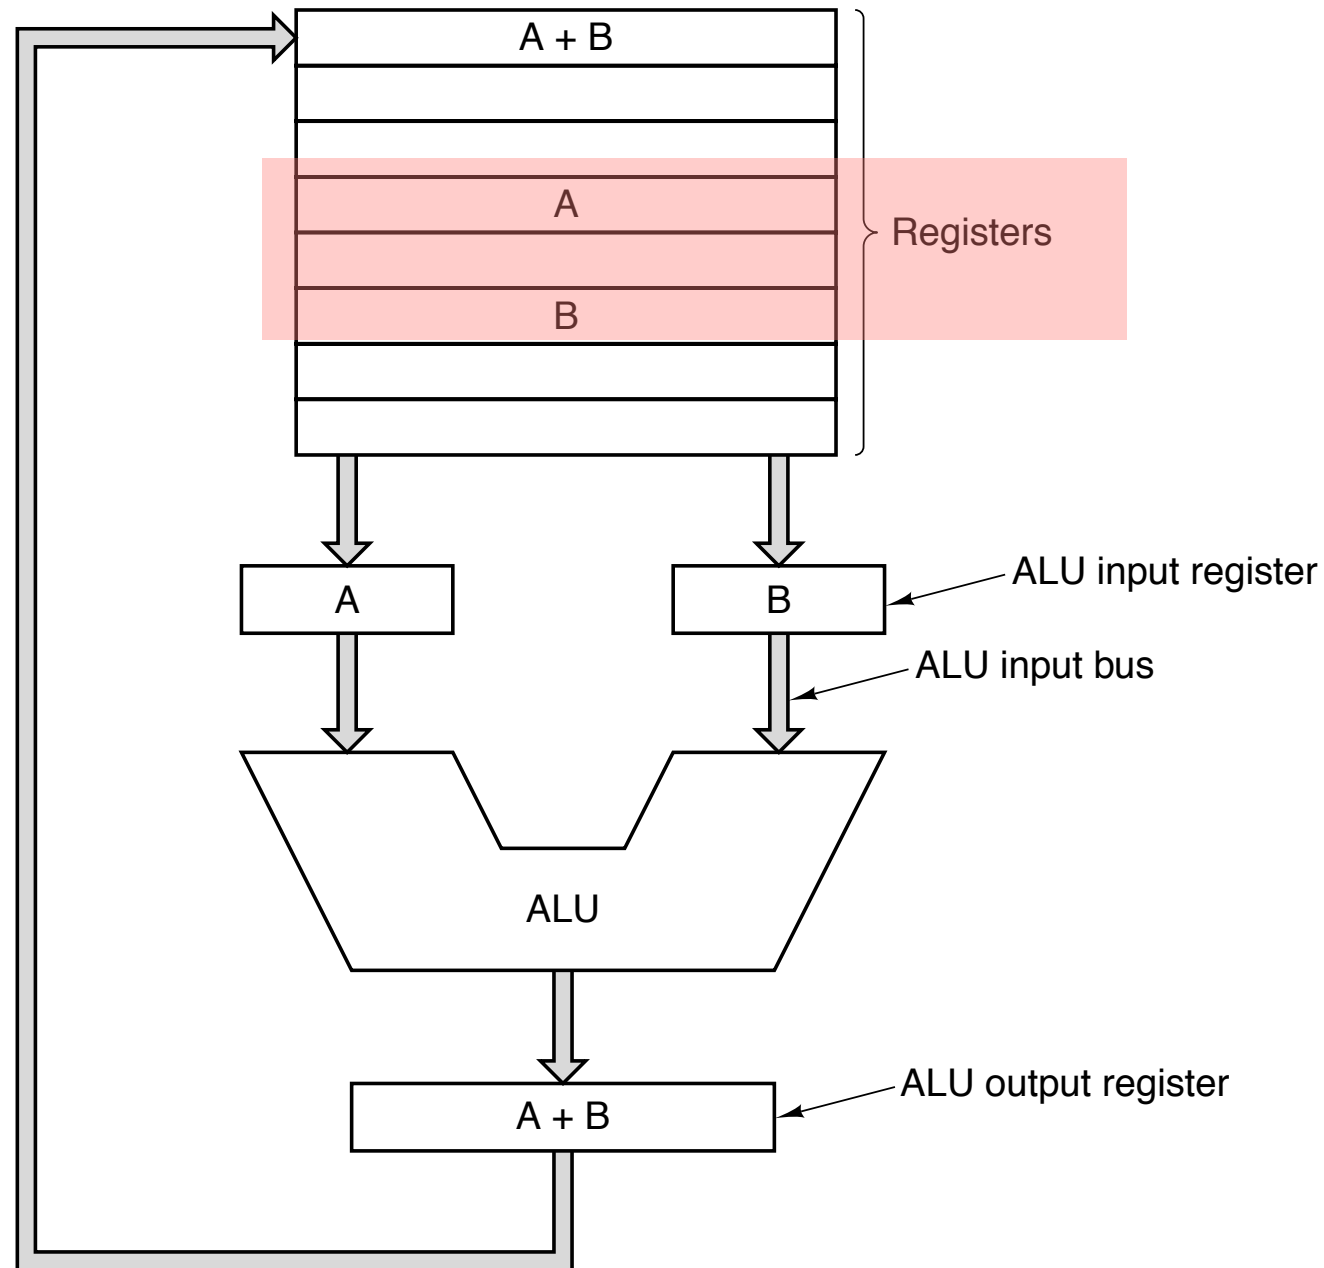 A + B
A
Registers
B
A
B
ALU input register
ALU input bus
ALU
A + B
ALU output register